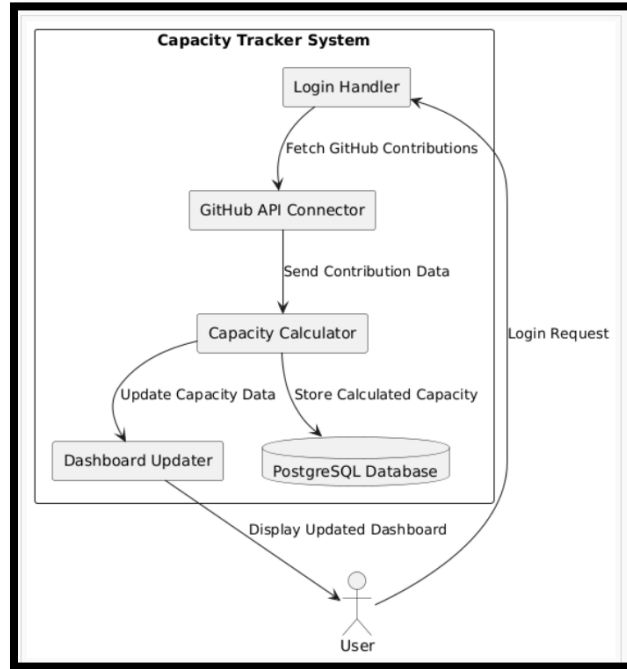 Capacity Tracker System
Login Handler
Fetch GitHub Contributions
GitHub API Connector
Send Contribution Data
Capacity Calculator
Login Request
Update Capacity Data
Store Calculated Capacity
Dashboard Updater
PostgreSQL Database
Display Updated Dashboard
User